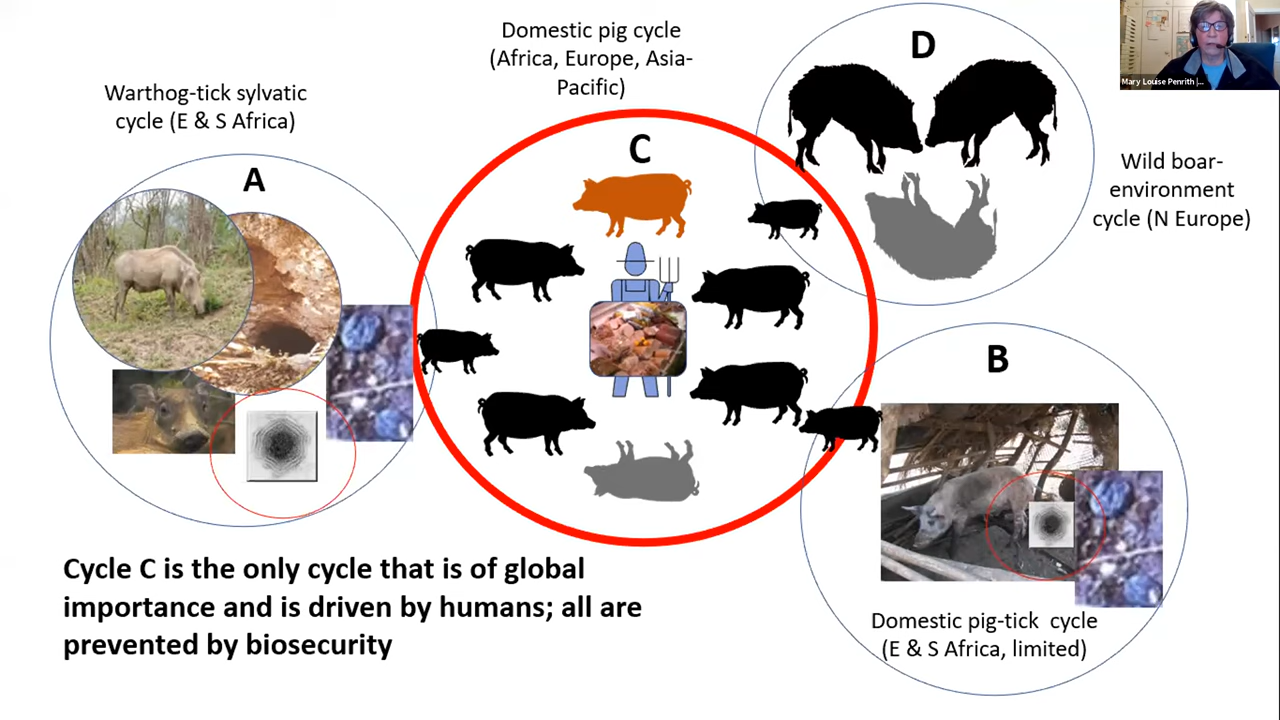 Domestic pig cycle
(Africa, Europe, Asia-
Pacific)
D
Mary Louise Penrith |...
Warthog-tick sylvatic
cycle (E & S Africa)
C
A
Wild boar-
environment
cycle (N Europe)
B
Cycle C is the only cycle that is of global
importance and is driven by humans; all are
prevented by biosecurity
Domestic pig-tick cycle
(E & S Africa, limited)